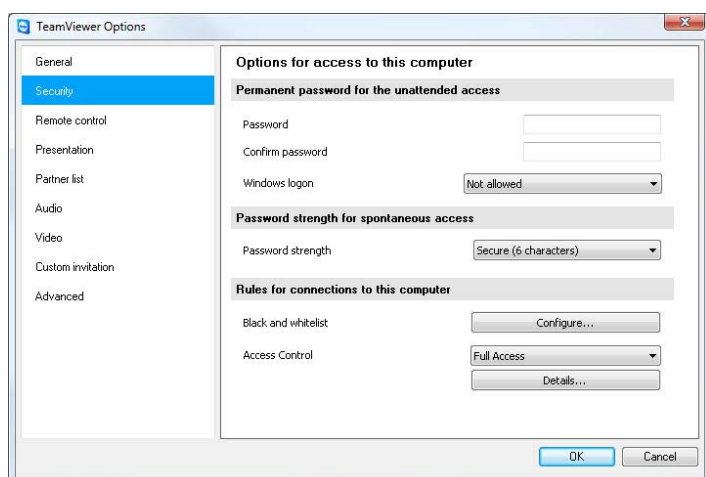 TeamViewer Options
General
Security
Remote control
Presentation
Partner list
Audio
Video
Custom invitation
Advanced
Options for access to this computer
Permanent password for the unattended access
Password
Confirm password
Windows logon Not allowed
Password strength for spontaneous access
Password strength Secure (6 characters)
Rules for connections to this computer
Black and whitelist Configure...
Access Control Full Access
Details...
OK Cancel